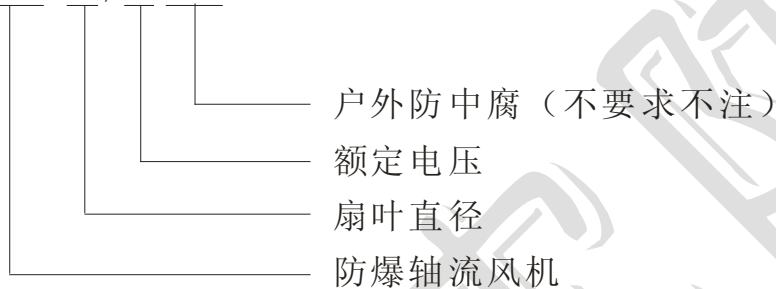 户外防中腐（不要求不注）
额定电压
扇叶直径
防爆轴流风机